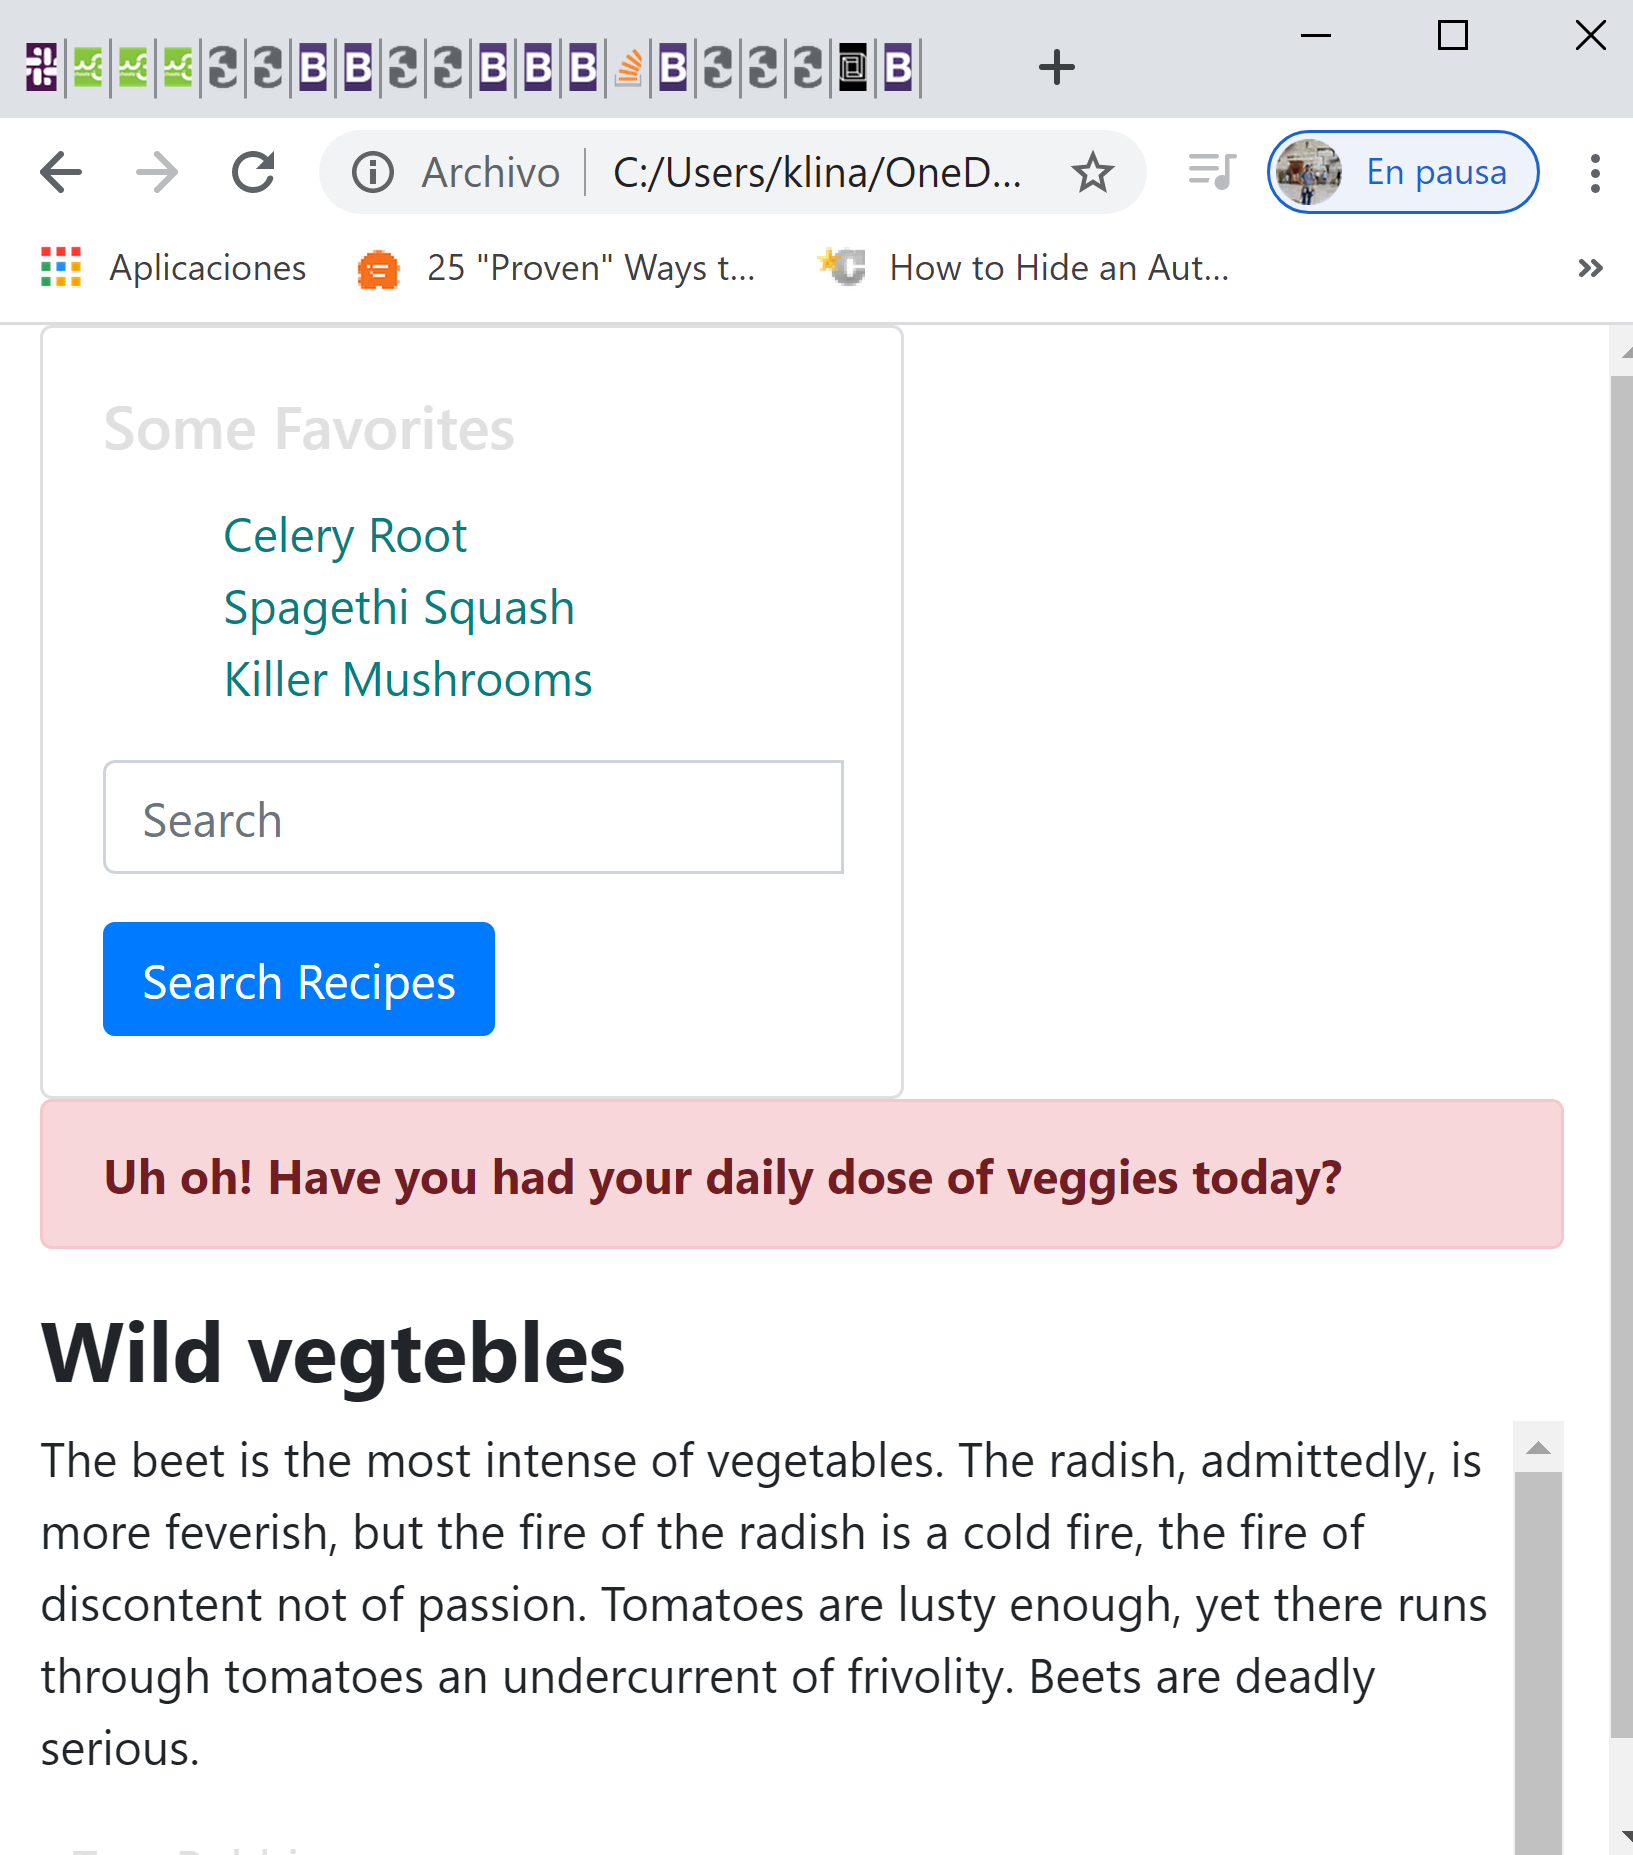 Archivo C:/Users/klina/OneD...
En pausa
Aplicaciones 25 "Proven" Ways t... How to Hide an Aut...
Some Favorites
Celery Root
Spagethi Squash
Killer Mushrooms
Search
Search Recipes
Uh oh! Have you had your daily dose of veggies today?
Wild vegtebles
The beet is the most intense of vegetables. The radish, admittedly, is
more feverish, but the fire of the radish is a cold fire, the fire of
discontent not of passion. Tomatoes are lusty enough, yet there runs
through tomatoes an undercurrent of frivolity. Beets are deadly
serious.